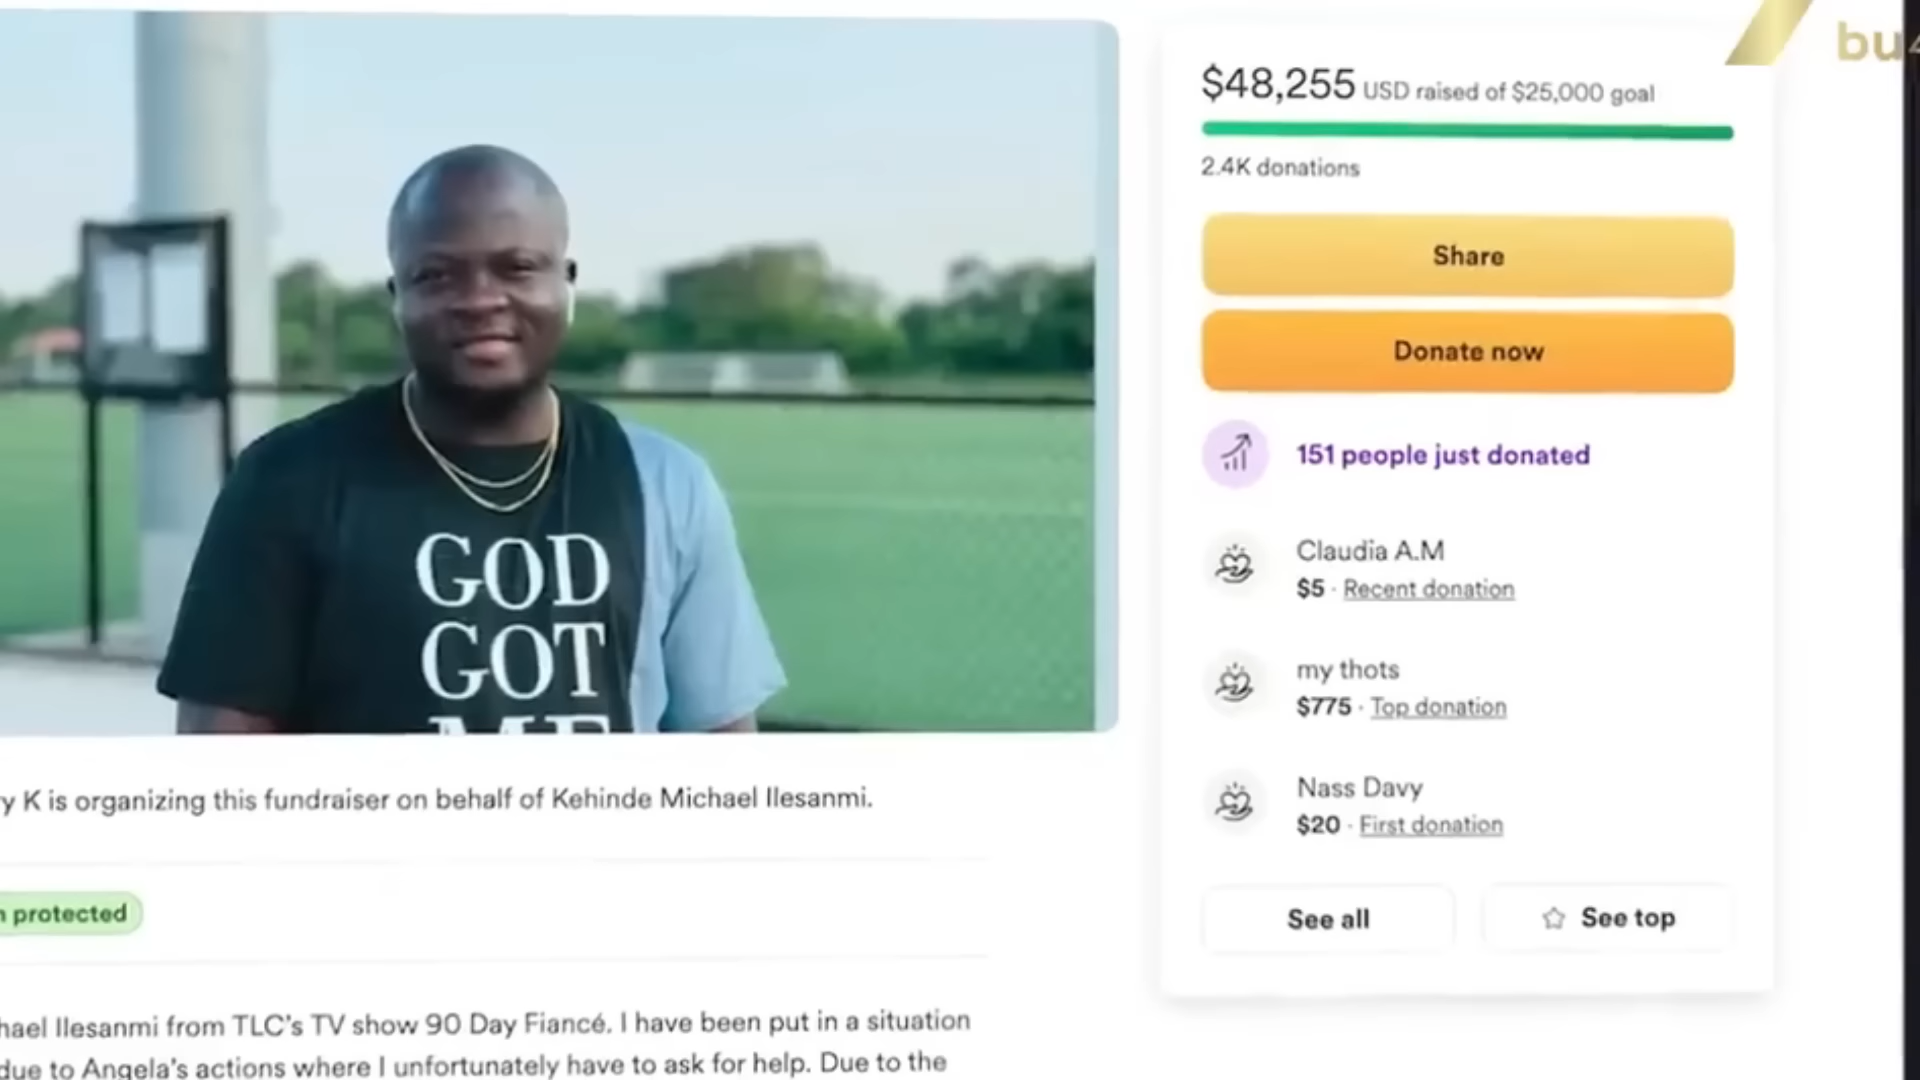 bu
$48,255 USD raised of $25,000 goal
2.4K donations
Share
Donate now
151 people just donated
Claudia A.M
$5 · Recent donation
my thots
$775 · Top donation
Nass Davy
$20 · First donation
See all
See top
GOD
GOT
ME
y K is organizing this fundraiser on behalf of Kehinde Michael Ilesanmi.
n protected
hael Ilesanmi from TLC's TV show 90 Day Fiancé. I have been put in a situation
due to Angela's actions where I unfortunately have to ask for help. Due to the